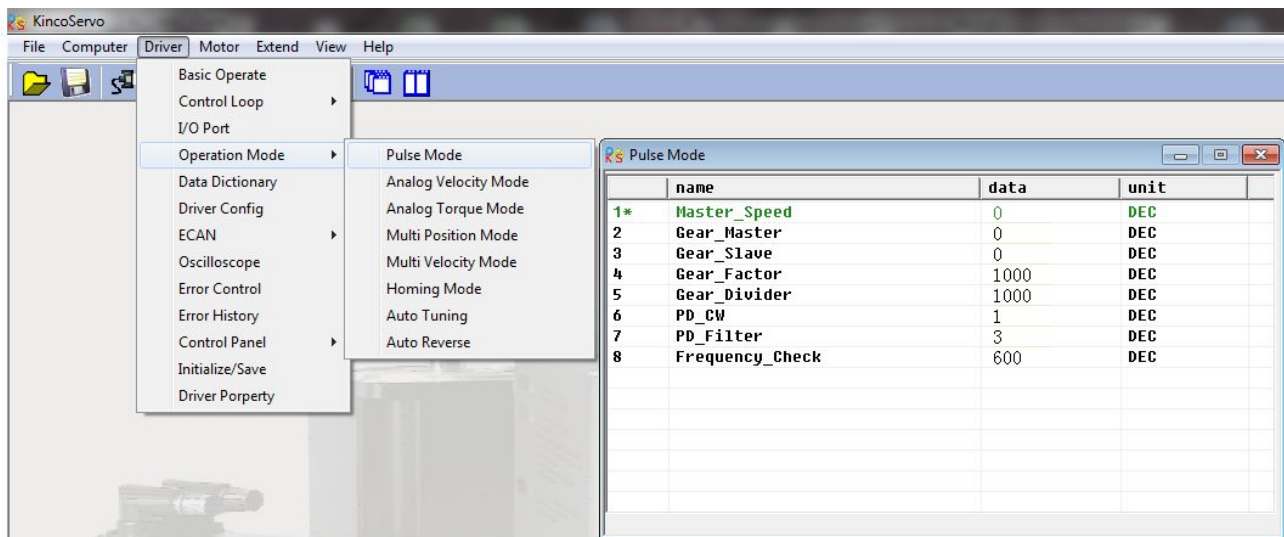 KincoServo
File Computer Driver Motor Extend View Help
Basic Operate
Control Loop
I/O Port
Operation Mode
Data Dictionary
Driver Config
ECAN
Oscilloscope
Error Control
Error History
Control Panel
Initialize/Save
Driver Porperty
Pulse Mode
Analog Velocity Mode
Analog Torque Mode
Multi Position Mode
Multi Velocity Mode
Homing Mode
Auto Tuning
Auto Reverse
Pulse Mode
name data unit
1* Master_Speed 0 DEC
2 Gear_Master 0 DEC
3 Gear_Slave 0 DEC
4 Gear_Factor 1000 DEC
5 Gear_Divider 1000 DEC
6 PD_CW 1 DEC
7 PD_Filter 3 DEC
8 Frequency_Check 600 DEC